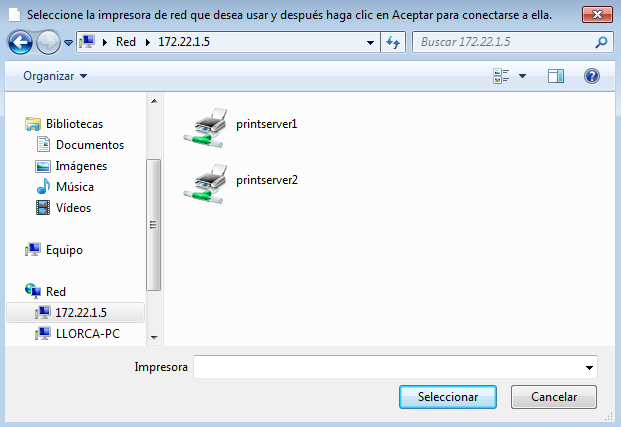 Seleccione la impresora de red que desea usar y después haga clic en Aceptar para conectarse a ella.
Red 172.22.1.5
Buscar 172.22.1.5
Organizar
Bibliotecas
Documentos
Imágenes
Música
Vídeos
Equipo
Red
172.22.1.5
LLORCA-PC
printserver1
printserver2
Impresora
Seleccionar
Cancelar